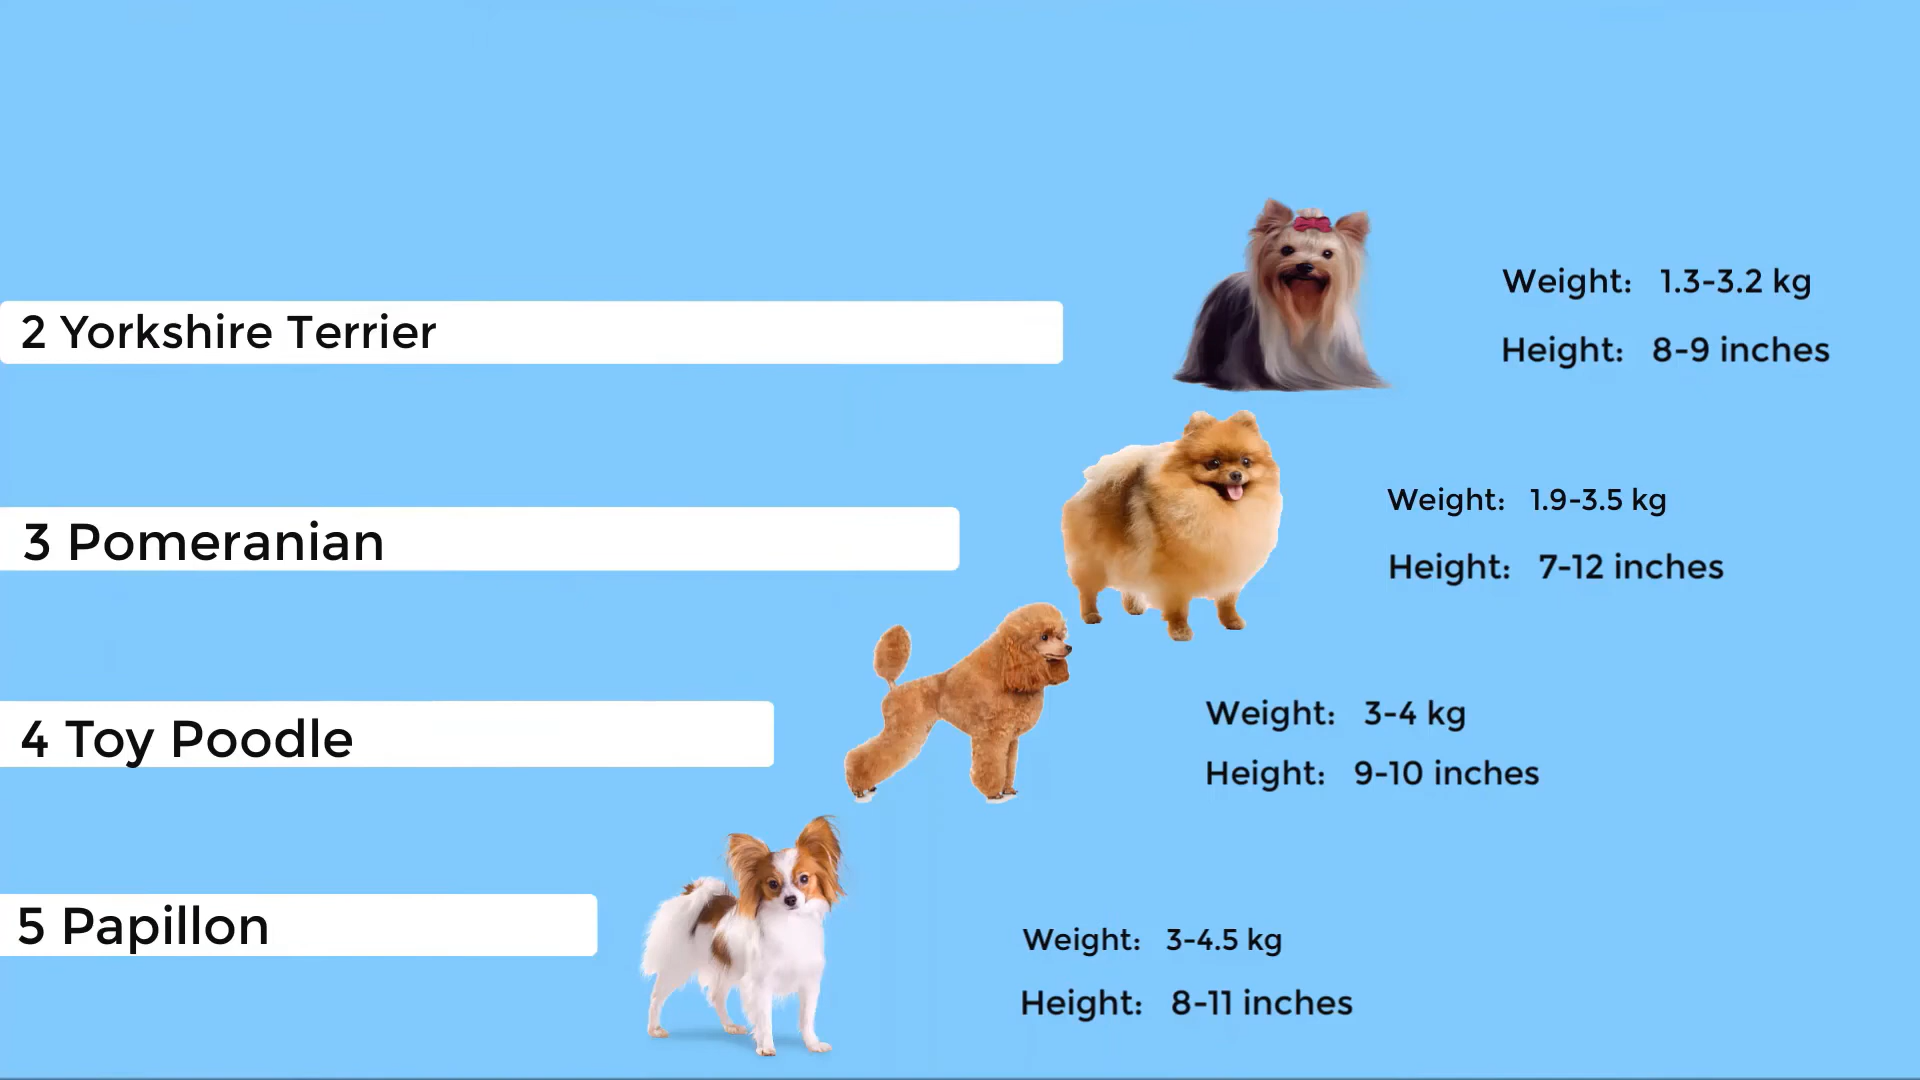 2 Yorkshire Terrier
Weight: 1.3-3.2 kg
Height: 8-9 inches
3 Pomeranian
Weight: 1.9-3.5 kg
Height: 7-12 inches
4 Toy Poodle
Weight: 3-4 kg
Height: 9-10 inches
5 Papillon
Weight: 3-4.5 kg
Height: 8-11 inches